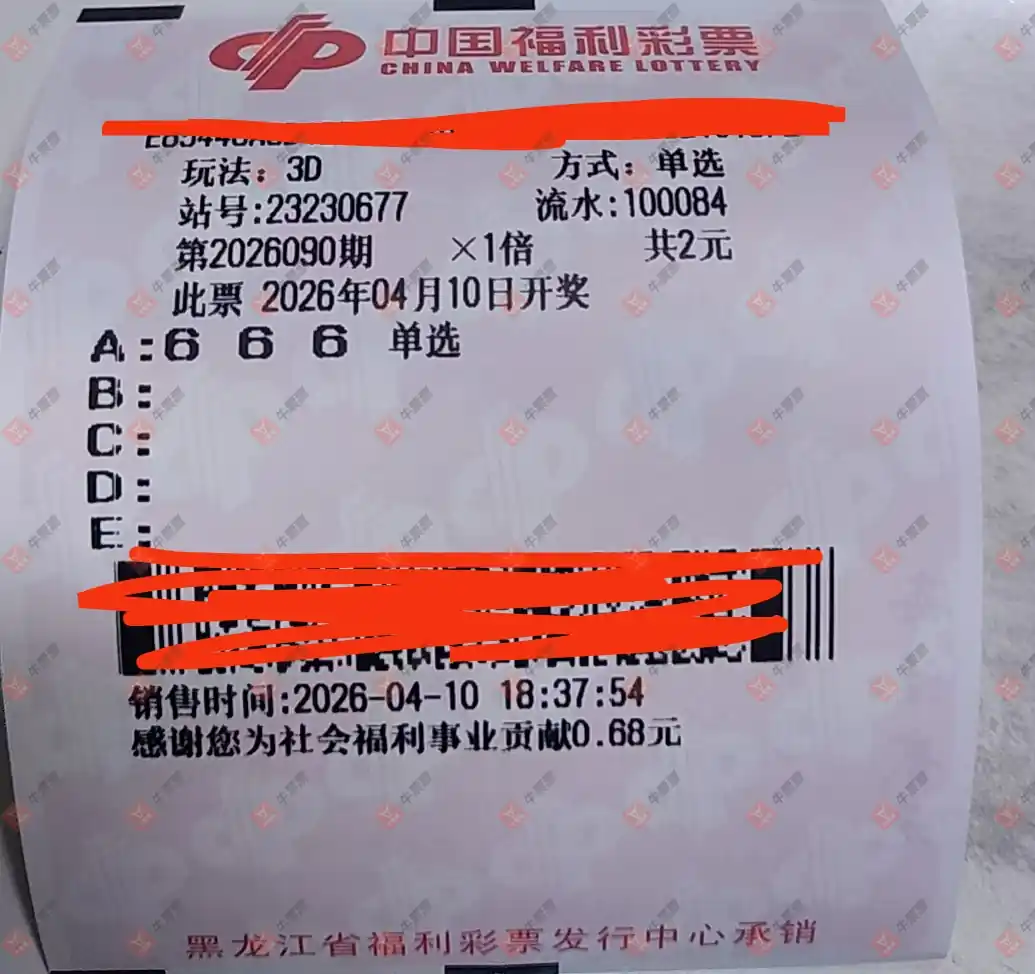 中国福利彩票
CHINA WELFARE LOTTERY
玩法：3D 方式：单选
站号:23230677 流水:100084
第2026090期 ×1倍 共2元
此票 2026年04月10日开奖
A:6 6 6 单选
B:
C:
D:
E:
销售时间:2026-04-10 18:37:54
感谢您为社会福利事业贡献0.68元
黑龙江省福利彩票发行中心承销